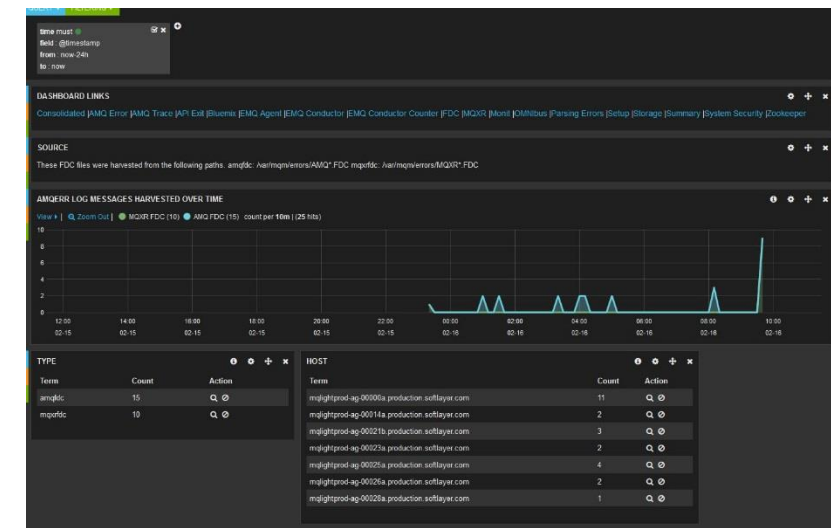 QUERY
FILTERING
time must
field : @timestamp
from : now-24h
to : now
DASHBOARD LINKS
Consolidated |AMQ Error |AMQ Trace |API Exit |Bluemix |EMQ Agent |EMQ Conductor |EMQ Conductor Counter |FDC |MQXR |Monit |OMNIbus |Parsing Errors |Setup |Storage |Summary |System Security |Zookeeper
SOURCE
These FDC files were harvested from the following paths. amqfdc: /var/mqm/errors/AMQ*.FDC mqxrfdc: /var/mqm/errors/MQXR*.FDC
AMQERR LOG MESSAGES HARVESTED OVER TIME
View | Zoom Out | MQXR FDC (10) AMQ FDC (15) count per 10m | (25 hits)
10
8
6
4
2
0
12:00 14:00 16:00 18:00 20:00 22:00 00:00 02:00 04:00 06:00 08:00 10:00
02-15 02-15 02-15 02-15 02-15 02-15 02-16 02-16 02-16 02-16 02-16 02-16
TYPE
Term Count Action
amqfdc 15
mqxrfdc 10
HOST
Term Count Action
mqlightprod-ag-00008a.production.softlayer.com 11
mqlightprod-ag-00014a.production.softlayer.com 2
mqlightprod-ag-00021b.production.softlayer.com 3
mqlightprod-ag-00023a.production.softlayer.com 2
mqlightprod-ag-00025a.production.softlayer.com 4
mqlightprod-ag-00026a.production.softlayer.com 2
mqlightprod-ag-00028a.production.softlayer.com 1